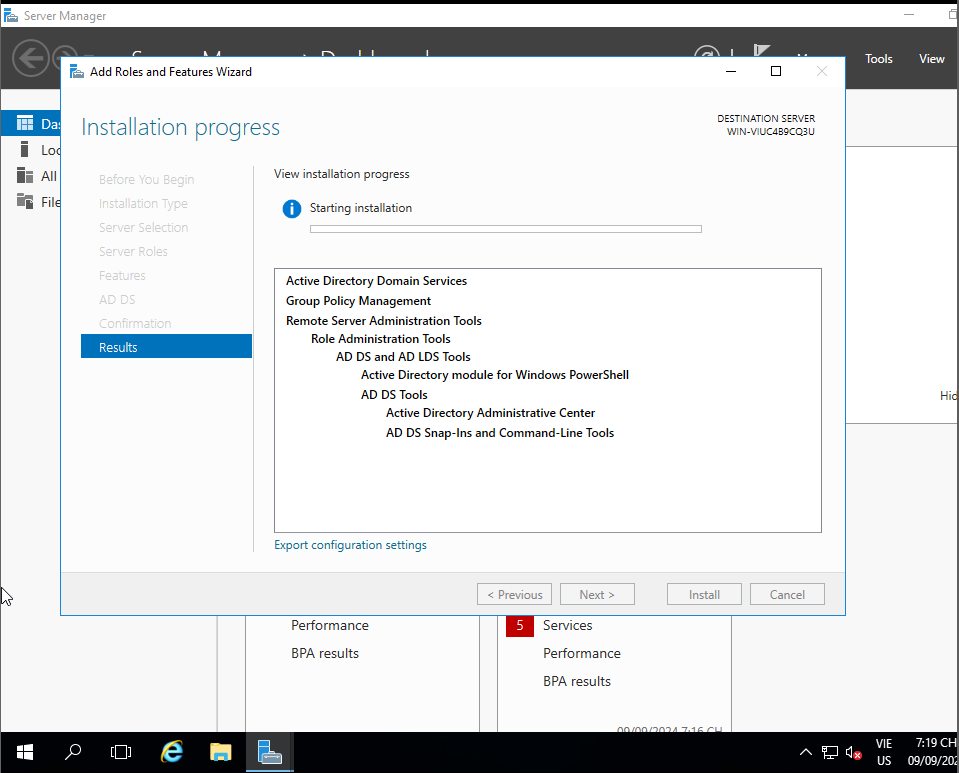 Server Manager
Tools
View
Add Roles and Features Wizard
Installation progress
DESTINATION SERVER
WIN-VIUC4B9CQ3U
Das
Loc
All
File
Before You Begin
Installation Type
Server Selection
Server Roles
Features
AD DS
Confirmation
Results
View installation progress
Starting installation
Active Directory Domain Services
Group Policy Management
Remote Server Administration Tools
Role Administration Tools
AD DS and AD LDS Tools
Active Directory module for Windows PowerShell
AD DS Tools
Active Directory Administrative Center
AD DS Snap-Ins and Command-Line Tools
Export configuration settings
Hid
< Previous
Next >
Install
Cancel
Performance
BPA results
5 Services
Performance
BPA results
09/09/2024 7:16 CH
VIE
US
7:19 CH
09/09/202